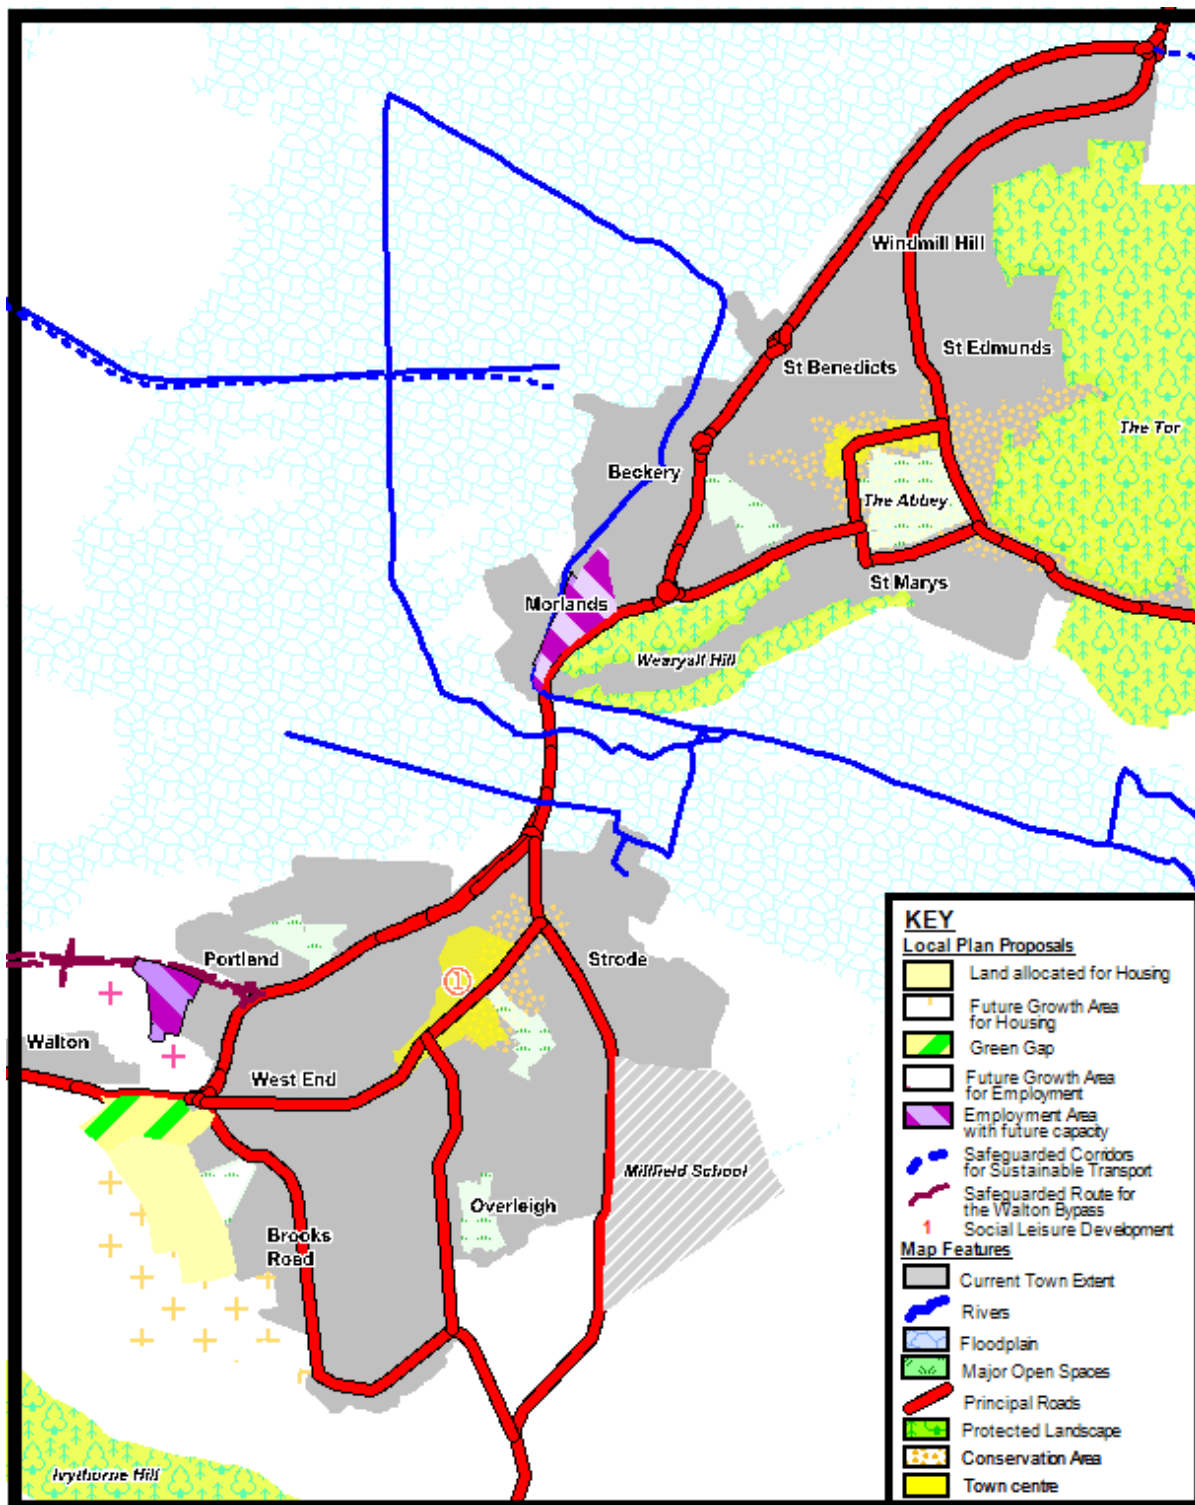 Windmill Hill
St Edmunds
St Benedicts
The Tor
Beckery
The Abbey
St Marys
Morlands
Wearyall Hill
Portland
Strode
1
Walton
West End
Millfield School
Overleigh
Brooks
Road
Ivythorne Hill
KEY
Local Plan Proposals
Land allocated for Housing
Future Growth Area
for Housing
Green Gap
Future Growth Area
for Employment
Employment Area
with future capacity
Safeguarded Corridors
for Sustainable Transport
Safeguarded Route for
the Walton Bypass
1 Social Leisure Development
Map Features
Current Town Extent
Rivers
Floodplain
Major Open Spaces
Principal Roads
Protected Landscape
Conservation Area
Town centre